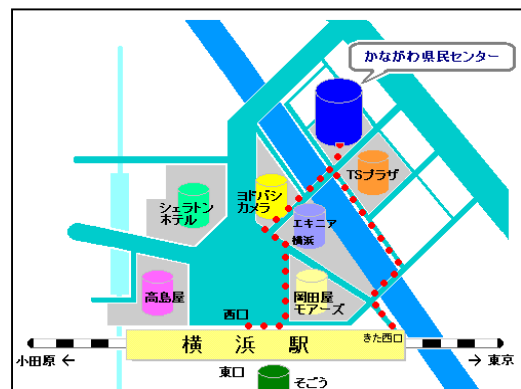 かながわ県民センター
TSプラザ
ヨドバシ
カメラ
シェラトン
ホテル
エキニア
横浜
高島屋
岡田屋
モアーズ
西口
きた西口
横浜駅
小田原 ←
→ 東京
東口
そごう